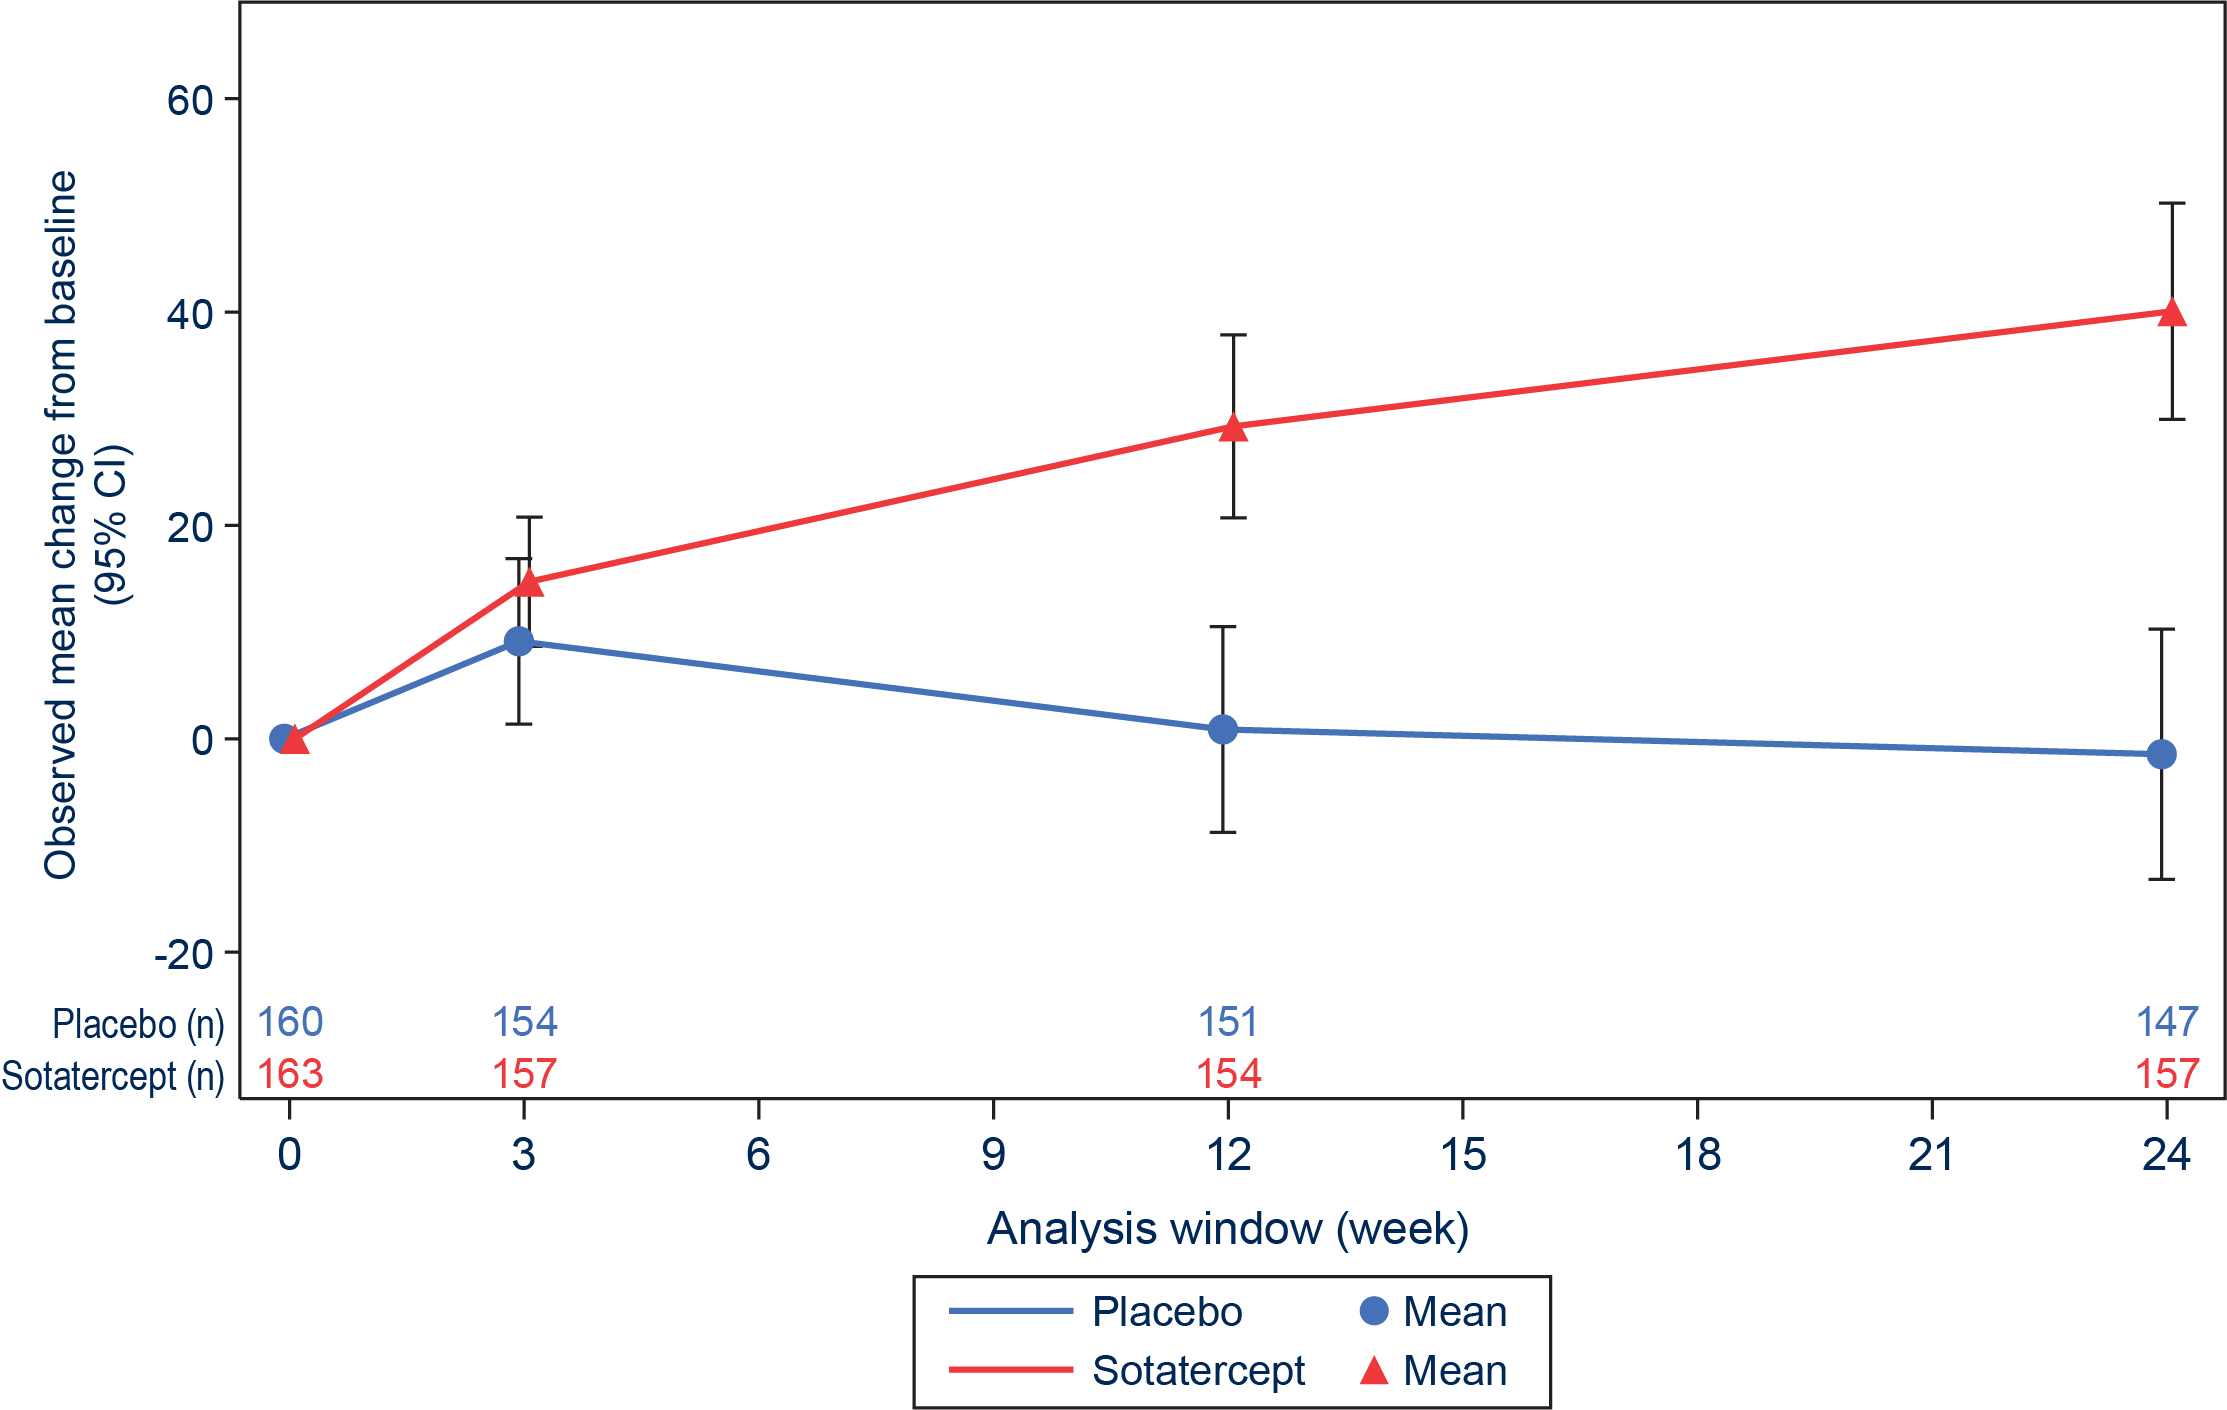 60
40
20
0
-20
Observed mean change from baseline
(95% CI)
Placebo (n) 160 154 151 147
Sotatercept (n) 163 157 154 157
0 3 6 9 12 15 18 21 24
Analysis window (week)
Placebo Mean
Sotatercept Mean